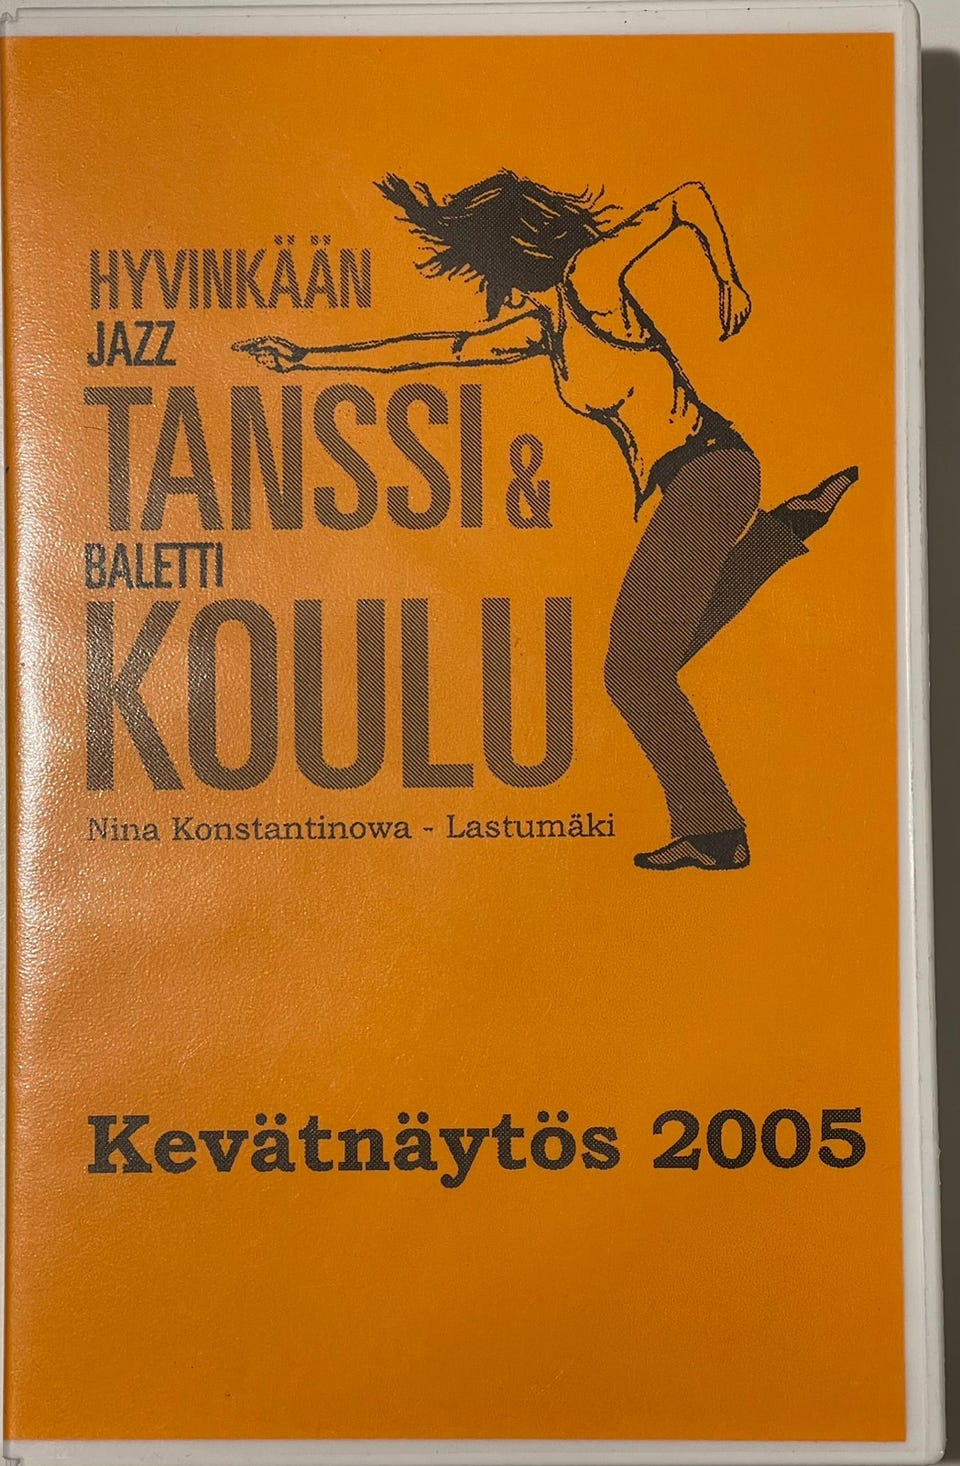 HYVINKÄÄN
JAZZ
TANSSI &
BALETTI
KOULU
Nina Konstantinowa - Lastumäki
Kevätnäytös 2005